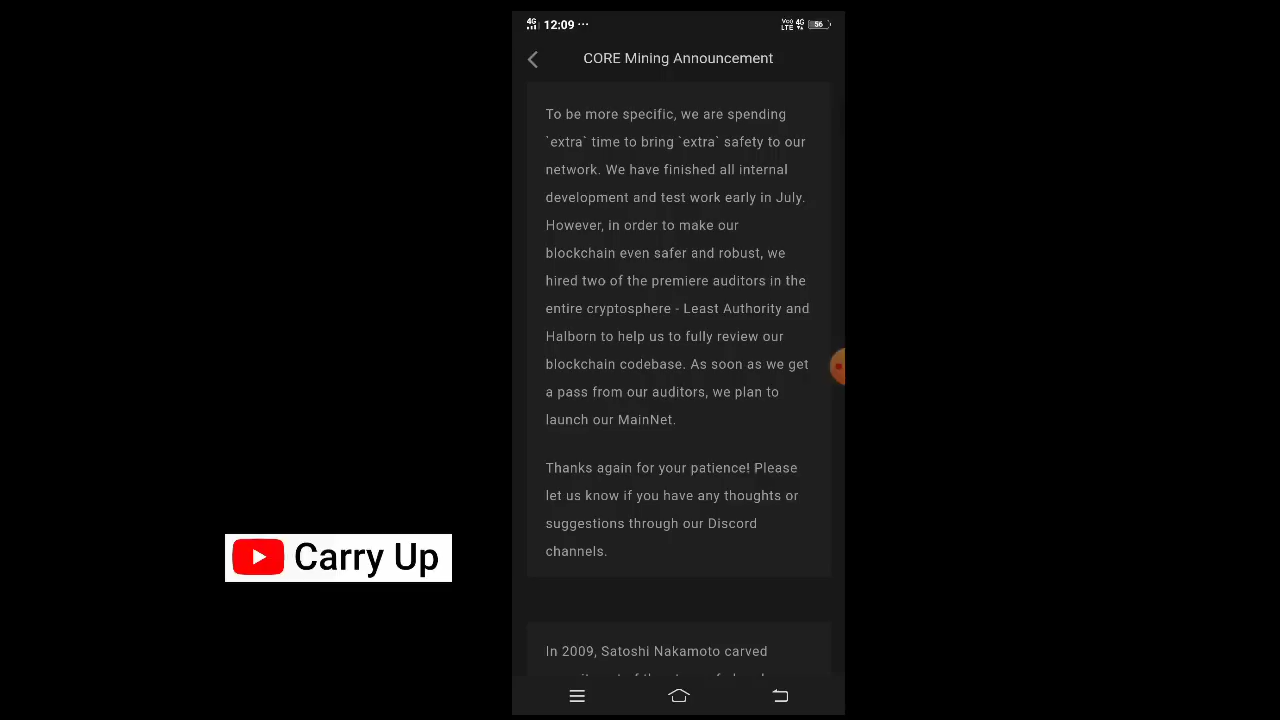 4G 12:09 ··· Vo) LTE 4G 56
CORE Mining Announcement
To be more specific, we are spending
`extra` time to bring `extra` safety to our
network. We have finished all internal
development and test work early in July.
However, in order to make our
blockchain even safer and robust, we
hired two of the premiere auditors in the
entire cryptosphere - Least Authority and
Halborn to help us to fully review our
blockchain codebase. As soon as we get
a pass from our auditors, we plan to
launch our MainNet.
Thanks again for your patience! Please
let us know if you have any thoughts or
suggestions through our Discord
channels.
Carry Up
In 2009, Satoshi Nakamoto carved